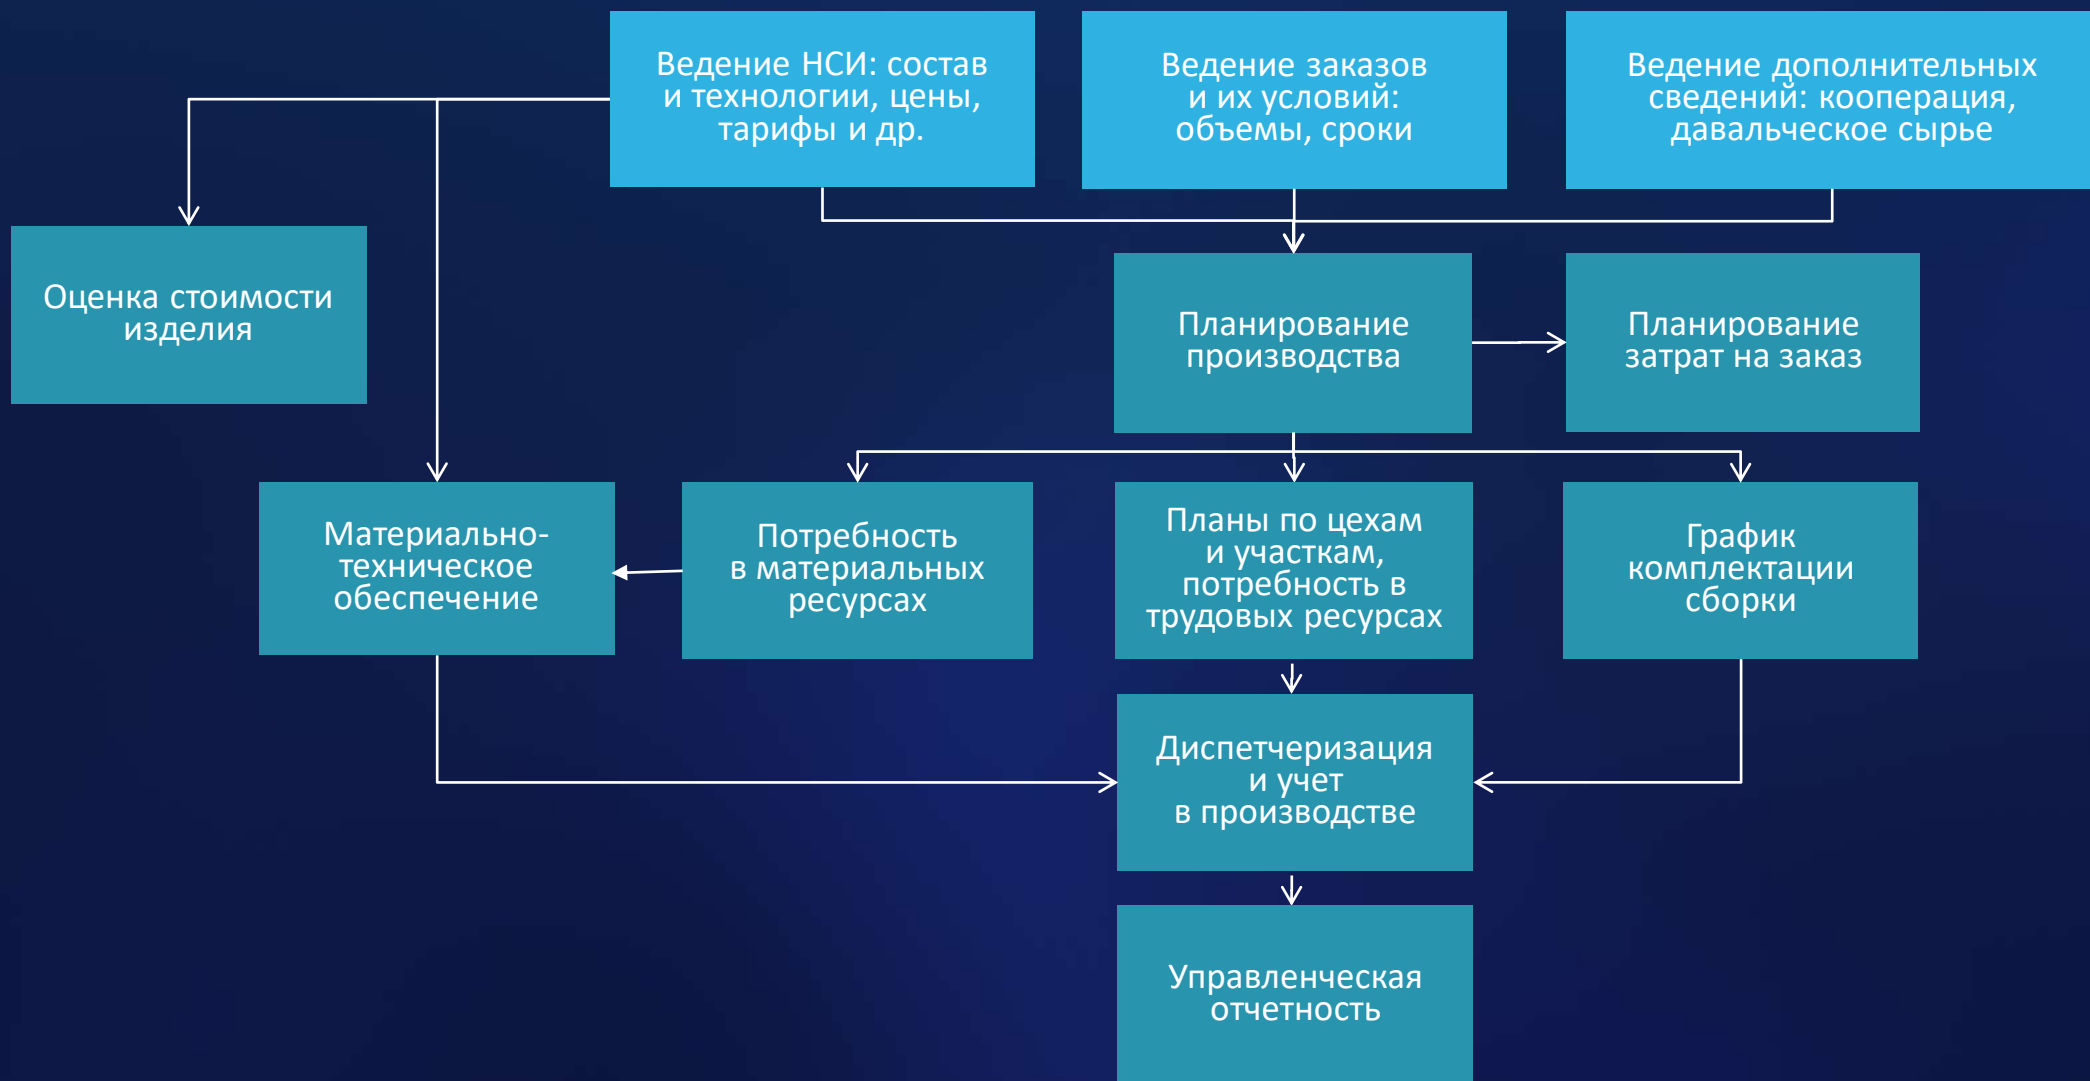 Ведение НСИ: состав
и технологии, цены,
тарифы и др.
Ведение заказов
и их условий:
объемы, сроки
Ведение дополнительных
сведений: кооперация,
давальческое сырье
Оценка стоимости
изделия
Планирование
производства
Планирование
затрат на заказ
Материально-
техническое
обеспечение
Потребность
в материальных
ресурсах
Планы по цехам
и участкам,
потребность в
трудовых ресурсах
График
комплектации
сборки
Диспетчеризация
и учет
в производстве
Управленческая
отчетность